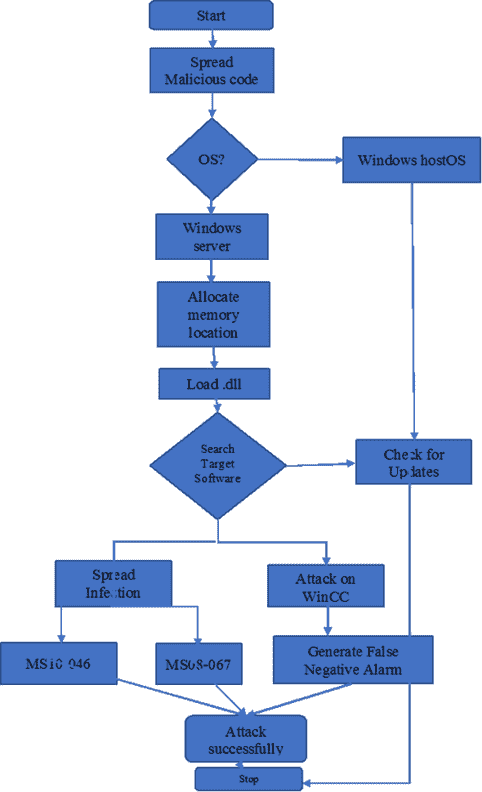 Start
Spread
Malicious code
OS?
Windows hostOS
Windows
server
Allocate
memory
location
Load .dll
Search
Target
Software
Check for
Updates
Spread
Infection
Attack on
WinCC
MS10-046
MS08-067
Generate False
Negative Alarm
Attack
successfully
Stop